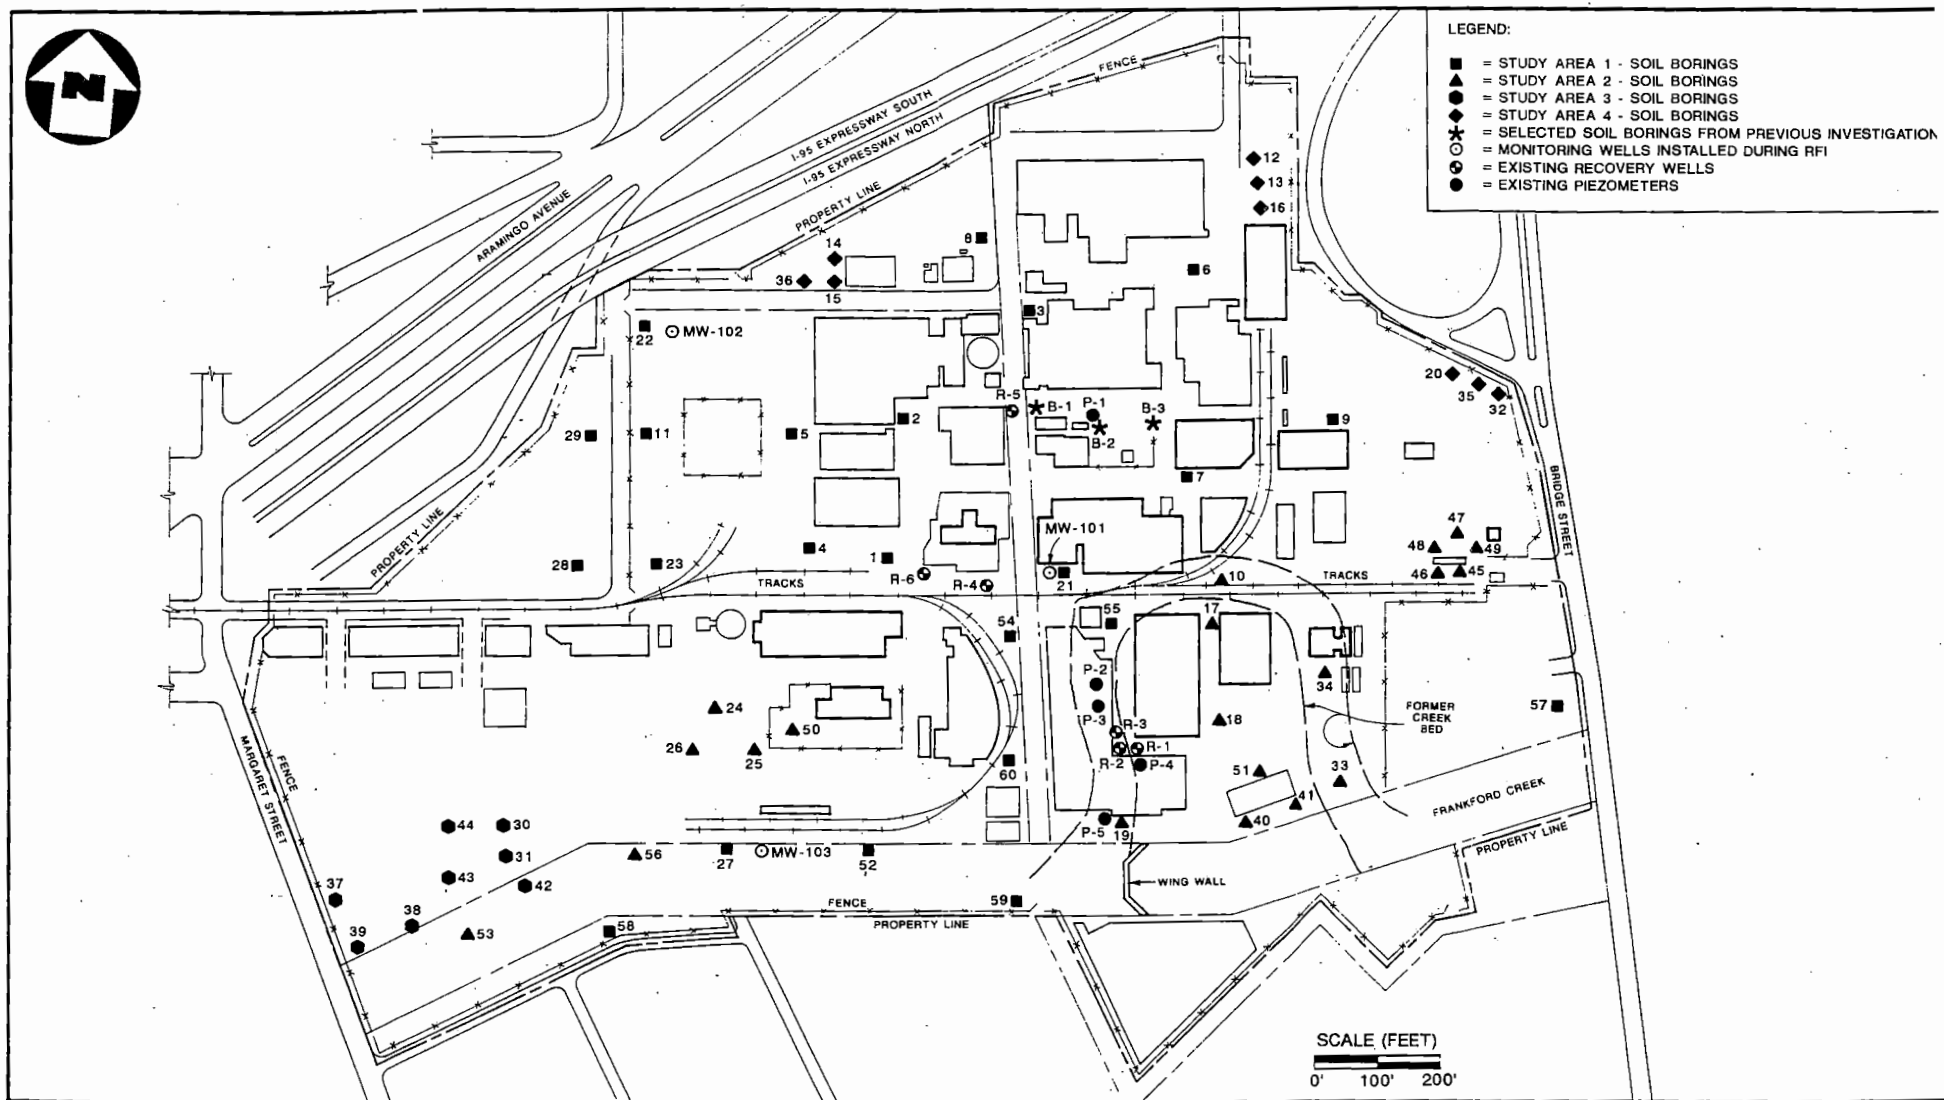 N
LEGEND:
= STUDY AREA 1 - SOIL BORINGS
= STUDY AREA 2 - SOIL BORINGS
= STUDY AREA 3 - SOIL BORINGS
= STUDY AREA 4 - SOIL BORINGS
= SELECTED SOIL BORINGS FROM PREVIOUS INVESTIGATION
= MONITORING WELLS INSTALLED DURING RFI
= EXISTING RECOVERY WELLS
= EXISTING PIEZOMETERS
FENCE
I-95 EXPRESSWAY SOUTH
I-95 EXPRESSWAY NORTH
PROPERTY LINE
ARAMINGO AVENUE
12
13
16
8
14
36
15
6
3
22
MW-102
20
35
32
R-5
B-1
P-1
B-3
B-2
2
9
29
11
5
7
BRIDGE STREET
PROPERTY LINE
MW-101
47
48
49
46
45
4
1
28
23
R-6
R-4
21
10
TRACKS
TRACKS
54
55
17
P-2
34
P-3
24
50
26
25
R-3
18
57
FORMER
CREEK
BED
R-1
R-2
P-4
60
51
33
41
40
FRANKFORD CREEK
FENCE
MARGARET STREET
P-5
19
44
30
31
56
27
MW-103
52
PROPERTY LINE
43
42
WING WALL
37
38
39
53
58
59
FENCE
PROPERTY LINE
SCALE (FEET)
0' 100' 200'